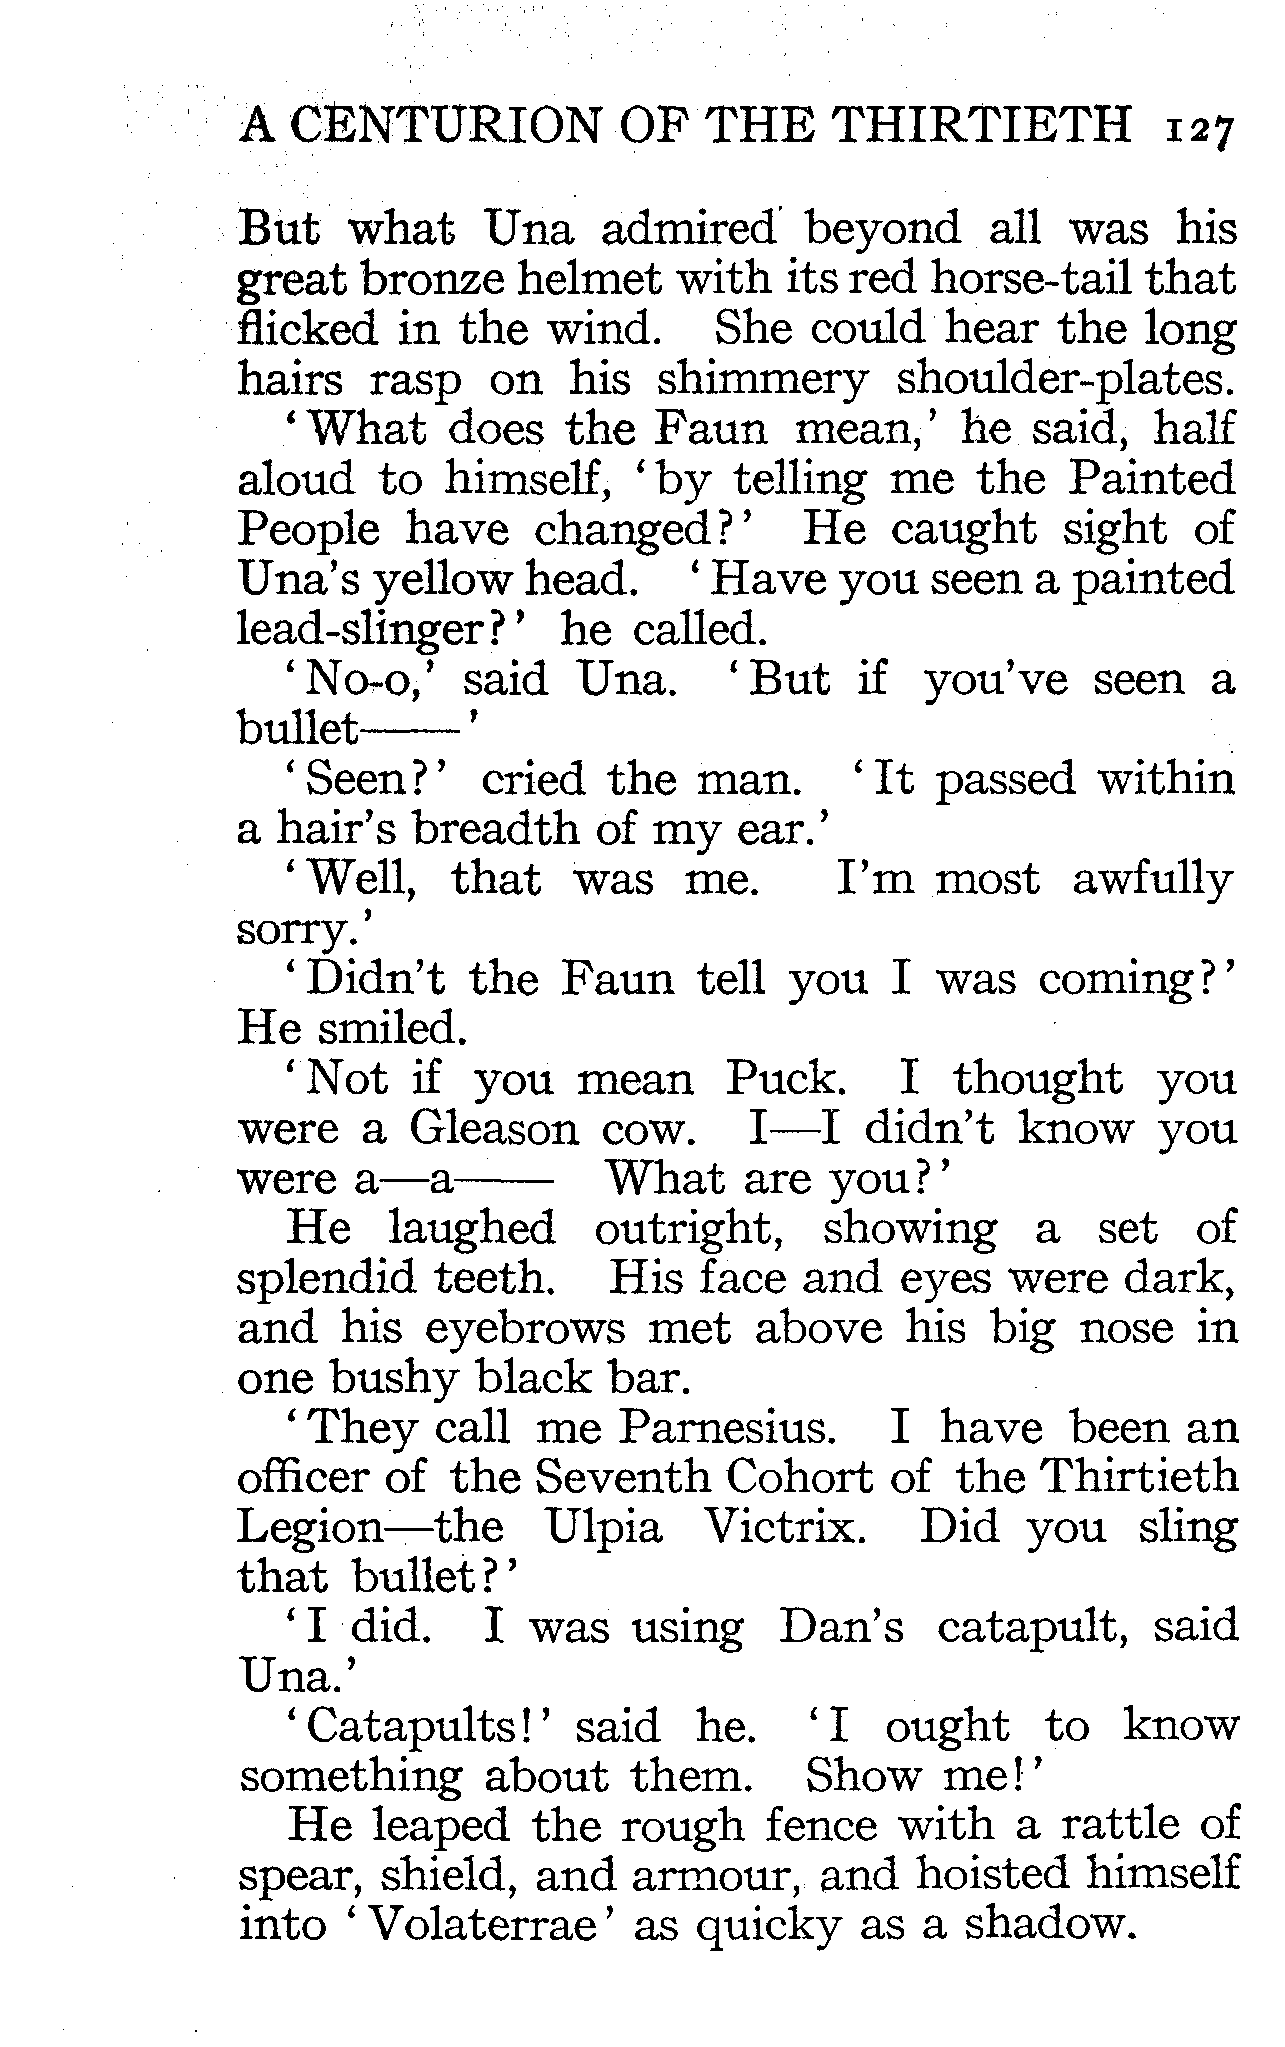 A CENTURION OF THE THIRTIETH 127
But what Una admired beyond all was his
great bronze helmet with its red horse-tail that
flicked in the wind. She could hear the long
hairs rasp on his shimmery shoulder-plates.
‘What does the Faun mean,’ he said, half
aloud to himself, ‘by telling me the Painted
People have changed?’ He caught sight of
Una’s yellow head. ‘Have you seen a painted
lead-slinger?’ he called.
‘No-o,’ said Una. ‘But if you’ve seen a
bullet——’
‘Seen?’ cried the man. ‘It passed within
a hair’s breadth of my ear.’
‘Well, that was me. I’m most awfully
sorry.’
‘Didn’t the Faun tell you I was coming?’
He smiled.
‘Not if you mean Puck. I thought you
were a Gleason cow. I—I didn’t know you
were a—a—— What are you?’
He laughed outright, showing a set of
splendid teeth. His face and eyes were dark,
and his eyebrows met above his big nose in
one bushy black bar.
‘They call me Parnesius. I have been an
officer of the Seventh Cohort of the Thirtieth
Legion—the Ulpia Victrix. Did you sling
that bullet?’
‘I did. I was using Dan’s catapult, said
Una.’
‘Catapults!’ said he. ‘I ought to know
something about them. Show me!’
He leaped the rough fence with a rattle of
spear, shield, and armour, and hoisted himself
into ‘Volaterrae’ as quicky as a shadow.